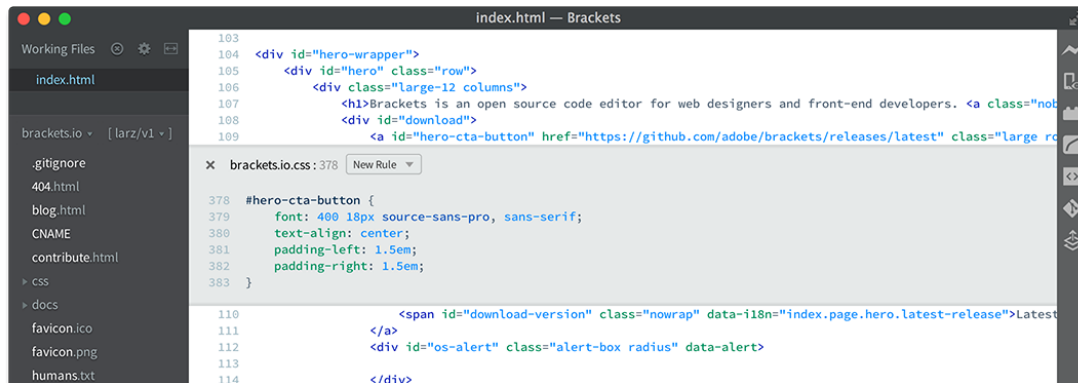 index.html — Brackets
Working Files
index.html
brackets.io [ larz/v1 ]
.gitignore
404.html
blog.html
CNAME
contribute.html
css
docs
favicon.ico
favicon.png
humans.txt
103
104 <div id="hero-wrapper">
105 <div id="hero" class="row">
106 <div class="large-12 columns">
107 <h1>Brackets is an open source code editor for web designers and front-end developers. <a class="nob
108 <div id="download">
109 <a id="hero-cta-button" href="https://github.com/adobe/brackets/releases/latest" class="large ro
brackets.io.css : 378 New Rule
378 #hero-cta-button {
379 font: 400 18px source-sans-pro, sans-serif;
380 text-align: center;
381 padding-left: 1.5em;
382 padding-right: 1.5em;
383 }
110 <span id="download-version" class="nowrap" data-i18n="index.page.hero.latest-release">Latest
111 </a>
112 <div id="os-alert" class="alert-box radius" data-alert>
113
114 </div>